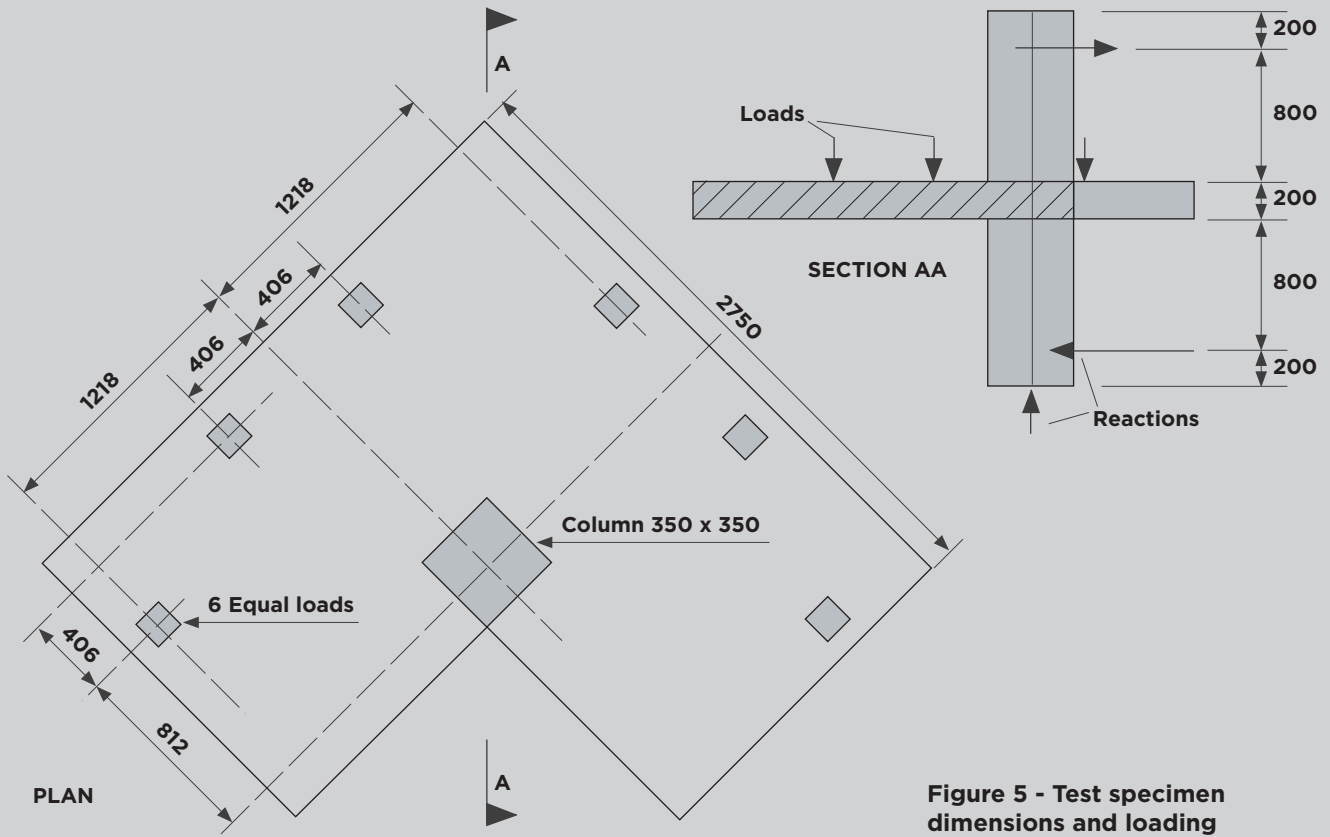 A
1218
406
406
1218
2750
6 Equal loads
Column 350 x 350
406
812
A
PLAN
Loads
SECTION AA
Reactions
200
800
200
800
200
Figure 5 - Test specimen
dimensions and loading